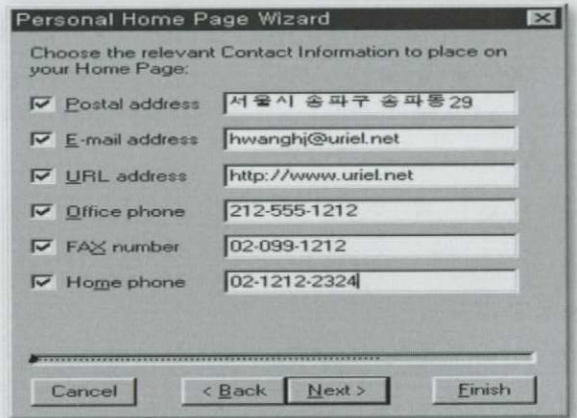 Personal Home Page Wizard
Choose the relevant Contact Information to place on
your Home Page:
Postal address 서울시 송파구 송파동29
E-mail address hwanghj@uriel.net
URL address http://www.uriel.net
Office phone 212-555-1212
FAX number 02-099-1212
Home phone 02-1212-2324
Cancel < Back Next > Finish